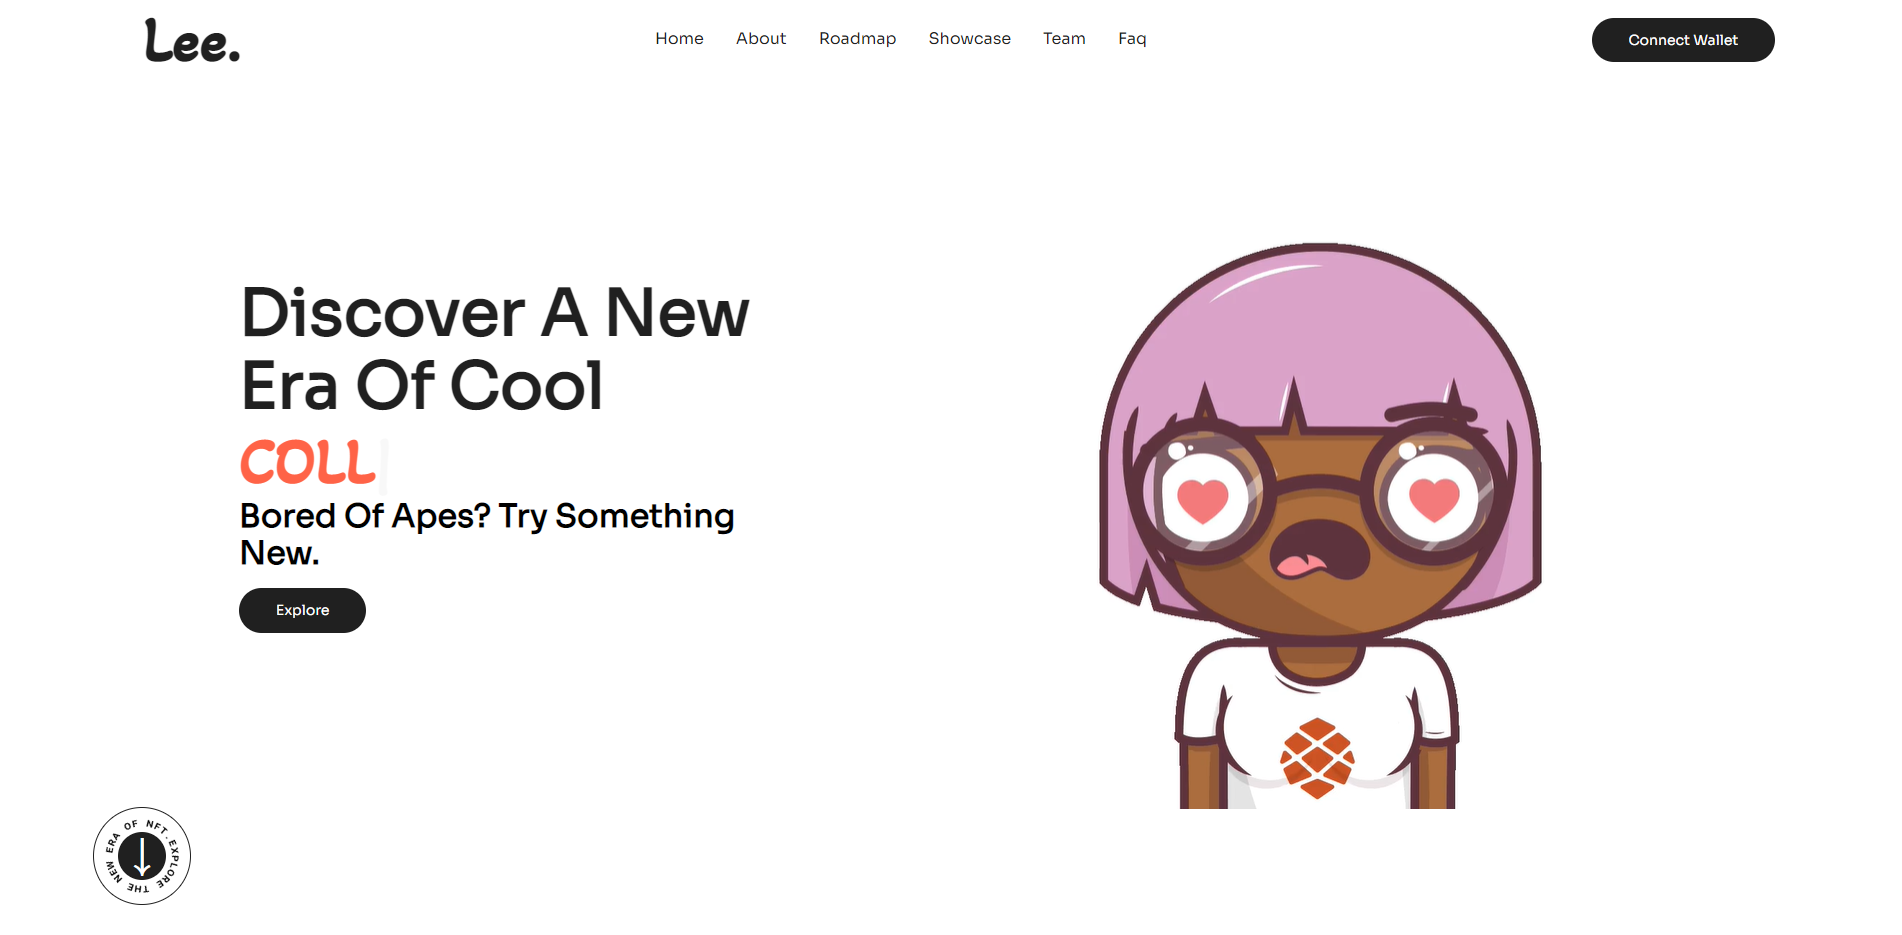 Lee.
Home
About
Roadmap
Showcase
Team
Faq
Connect Wallet
Discover A New
Era Of Cool
COLL
Bored Of Apes? Try Something
New.
Explore
EXPLORE THE NEW ERA OF NFT.